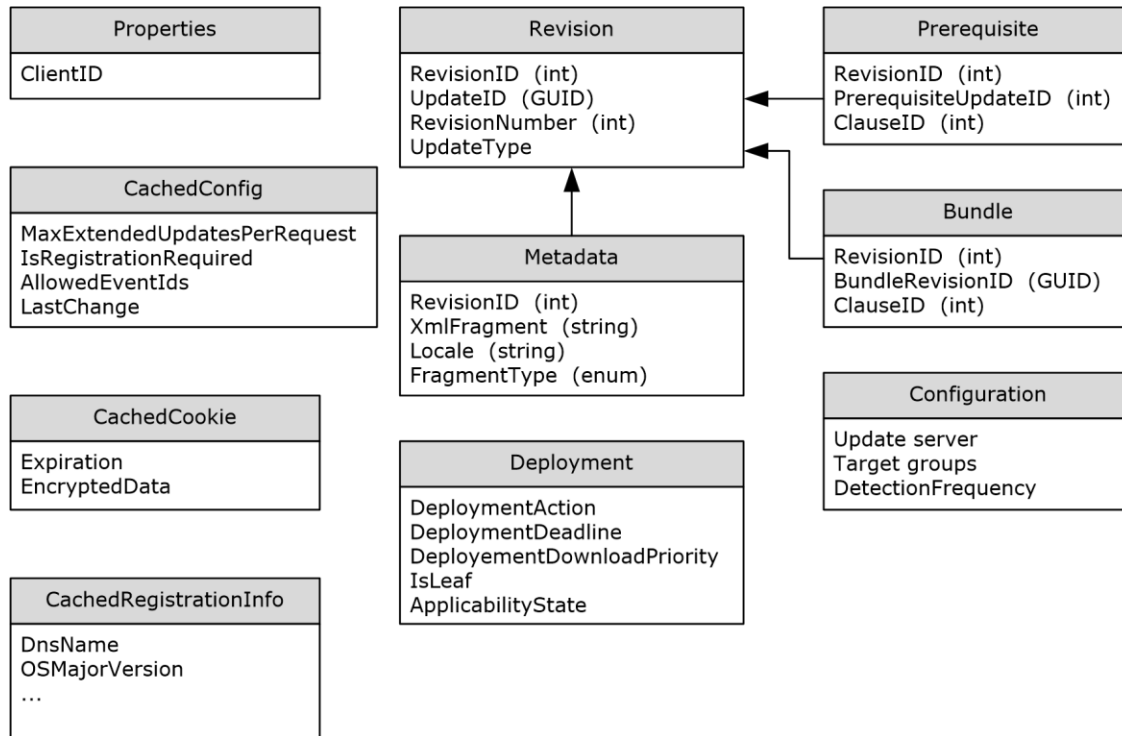 Properties
ClientID
CachedConfig
MaxExtendedUpdatesPerRequest
IsRegistrationRequired
AllowedEventIds
LastChange
CachedCookie
Expiration
EncryptedData
CachedRegistrationInfo
DnsName
OSMajorVersion
...
Revision
RevisionID (int)
UpdateID (GUID)
RevisionNumber (int)
UpdateType
Metadata
RevisionID (int)
XmlFragment (string)
Locale (string)
FragmentType (enum)
Deployment
DeploymentAction
DeploymentDeadline
DeployementDownloadPriority
IsLeaf
ApplicabilityState
Prerequisite
RevisionID (int)
PrerequisiteUpdateID (int)
ClauseID (int)
Bundle
RevisionID (int)
BundleRevisionID (GUID)
ClauseID (int)
Configuration
Update server
Target groups
DetectionFrequency